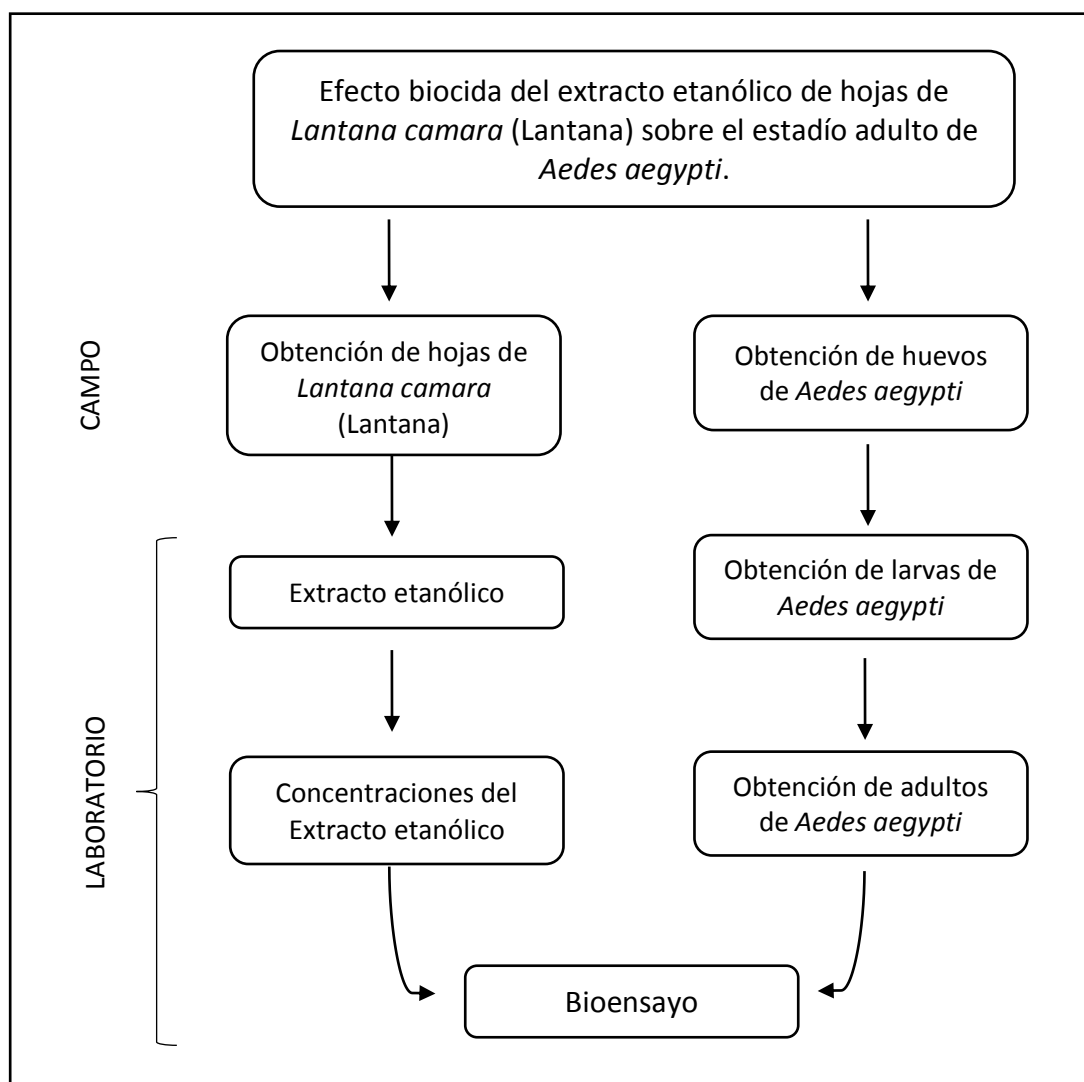 Efecto biocida del extracto etanólico de hojas de
Lantana camara (Lantana) sobre el estadío adulto de
Aedes aegypti.
CAMPO
Obtención de hojas de
Lantana camara
(Lantana)
Obtención de huevos
de Aedes aegypti
LABORATORIO
Extracto etanólico
Obtención de larvas de
Aedes aegypti
Concentraciones del
Extracto etanólico
Obtención de adultos
de Aedes aegypti
Bioensayo